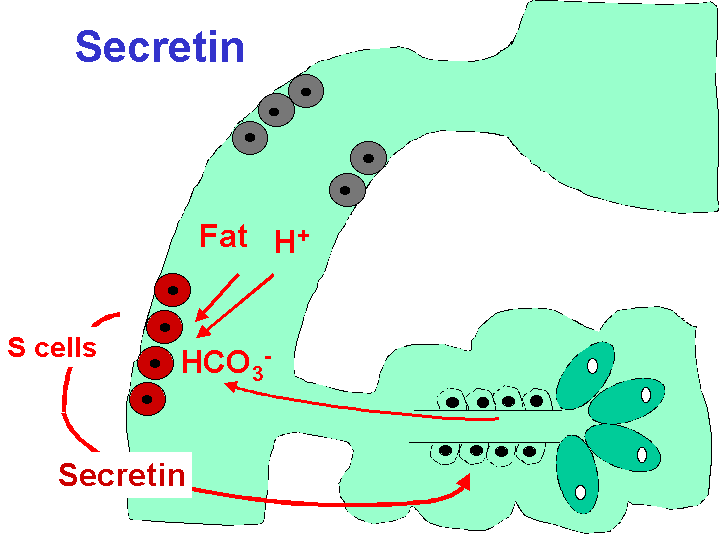 Secretin
Fat H⁺
S cells
HCO₃⁻
Secretin